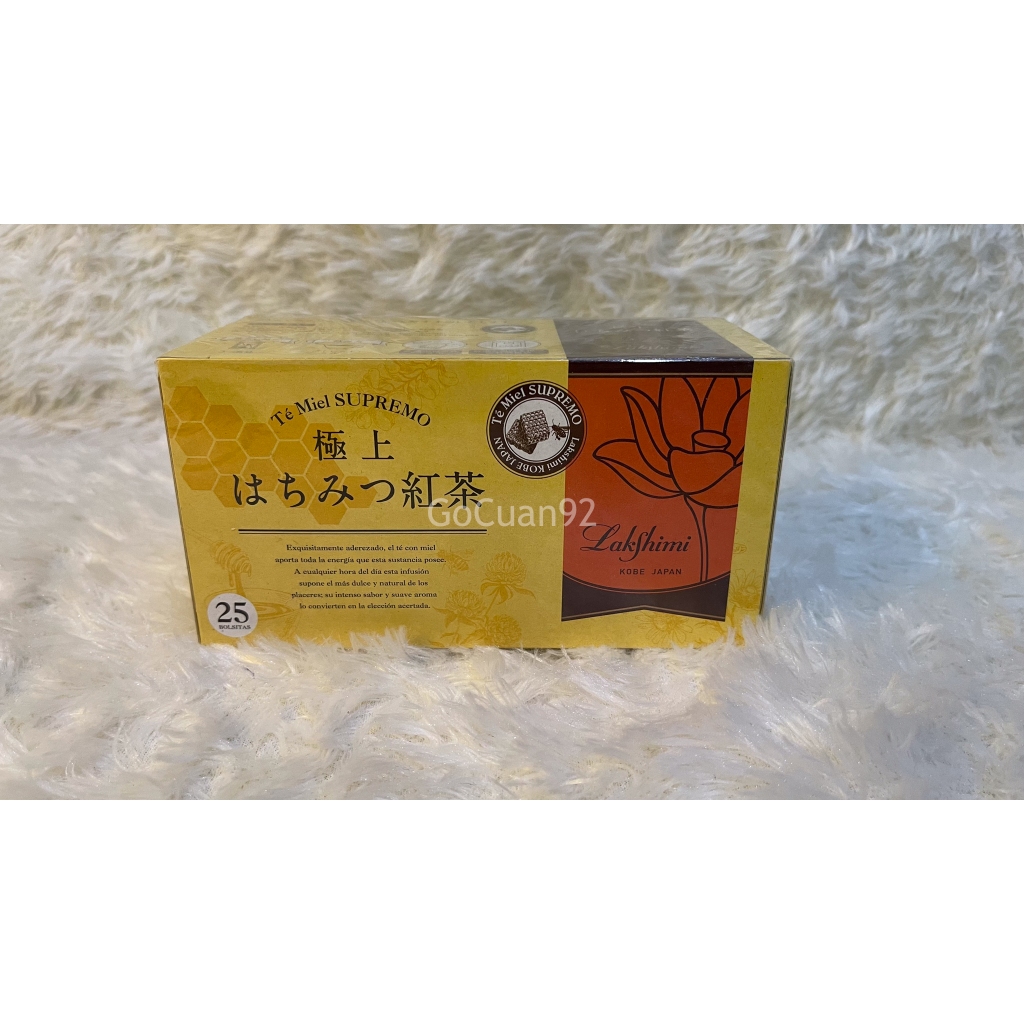 Té Miel SUPREMO
極上
はちみつ紅茶
Exquisitamente aderezado, el té con miel
aporta toda la energía que esta sustancia posee.
A cualquier hora del día esta infusión
supone el más dulce y natural de los
placeres; su intenso sabor y suave aroma
lo convierten en la elección acertada.
25
BOLSITAS
Té Miel SUPREMO
Lakshimi KOBE JAPAN
Lakshimi
KOBE JAPAN
GoCuan92